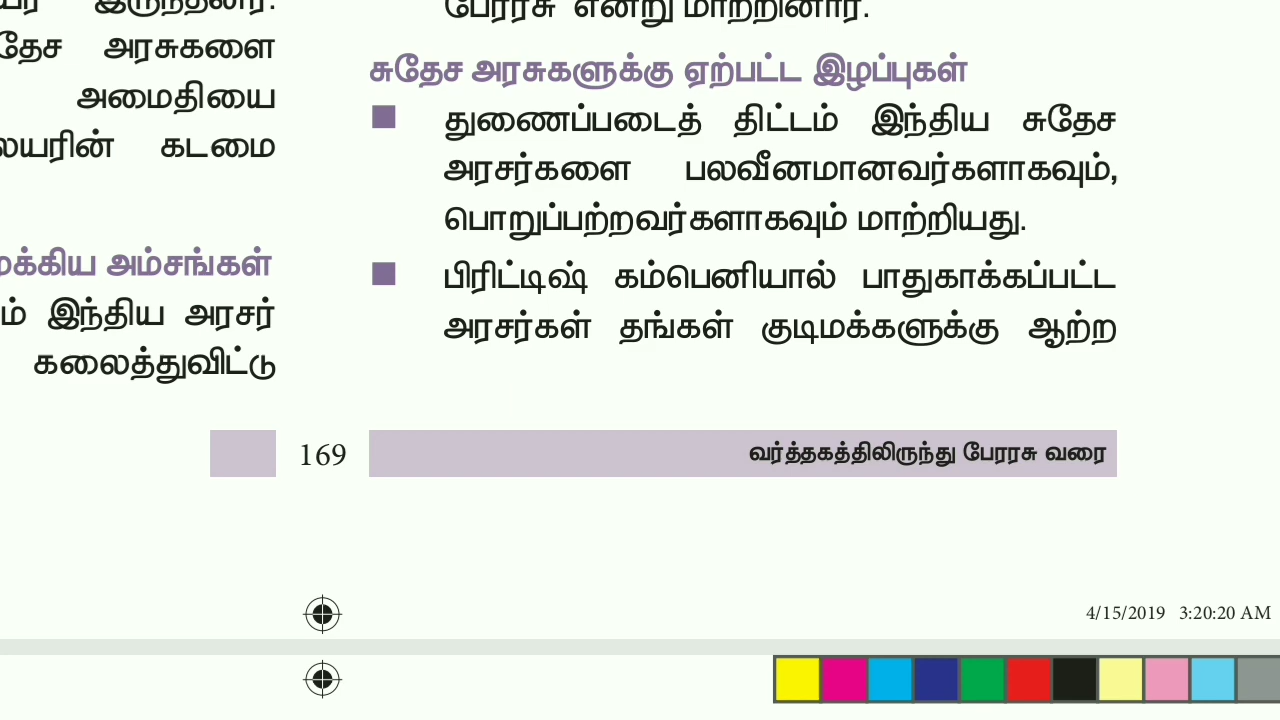 இருந்தனர்.
அரசுகளை
அமைதியை
கடமை
அம்சங்கள்
இந்திய அரசர்
கலைத்துவிட்டு
பேரரசு' என்று மாற்றினார்.
சுதேச அரசுகளுக்கு ஏற்பட்ட இழப்புகள்
துணைப்படைத் திட்டம் இந்திய சுதேச
அரசர்களை பலவீனமானவர்களாகவும்,
பொறுப்பற்றவர்களாகவும் மாற்றியது.
பிரிட்டிஷ் கம்பெனியால் பாதுகாக்கப்பட்ட
அரசர்கள் தங்கள் குடிமக்களுக்கு ஆற்ற
169
வர்த்தகத்திலிருந்து பேரரசு வரை
4/15/2019 3:20:20 AM